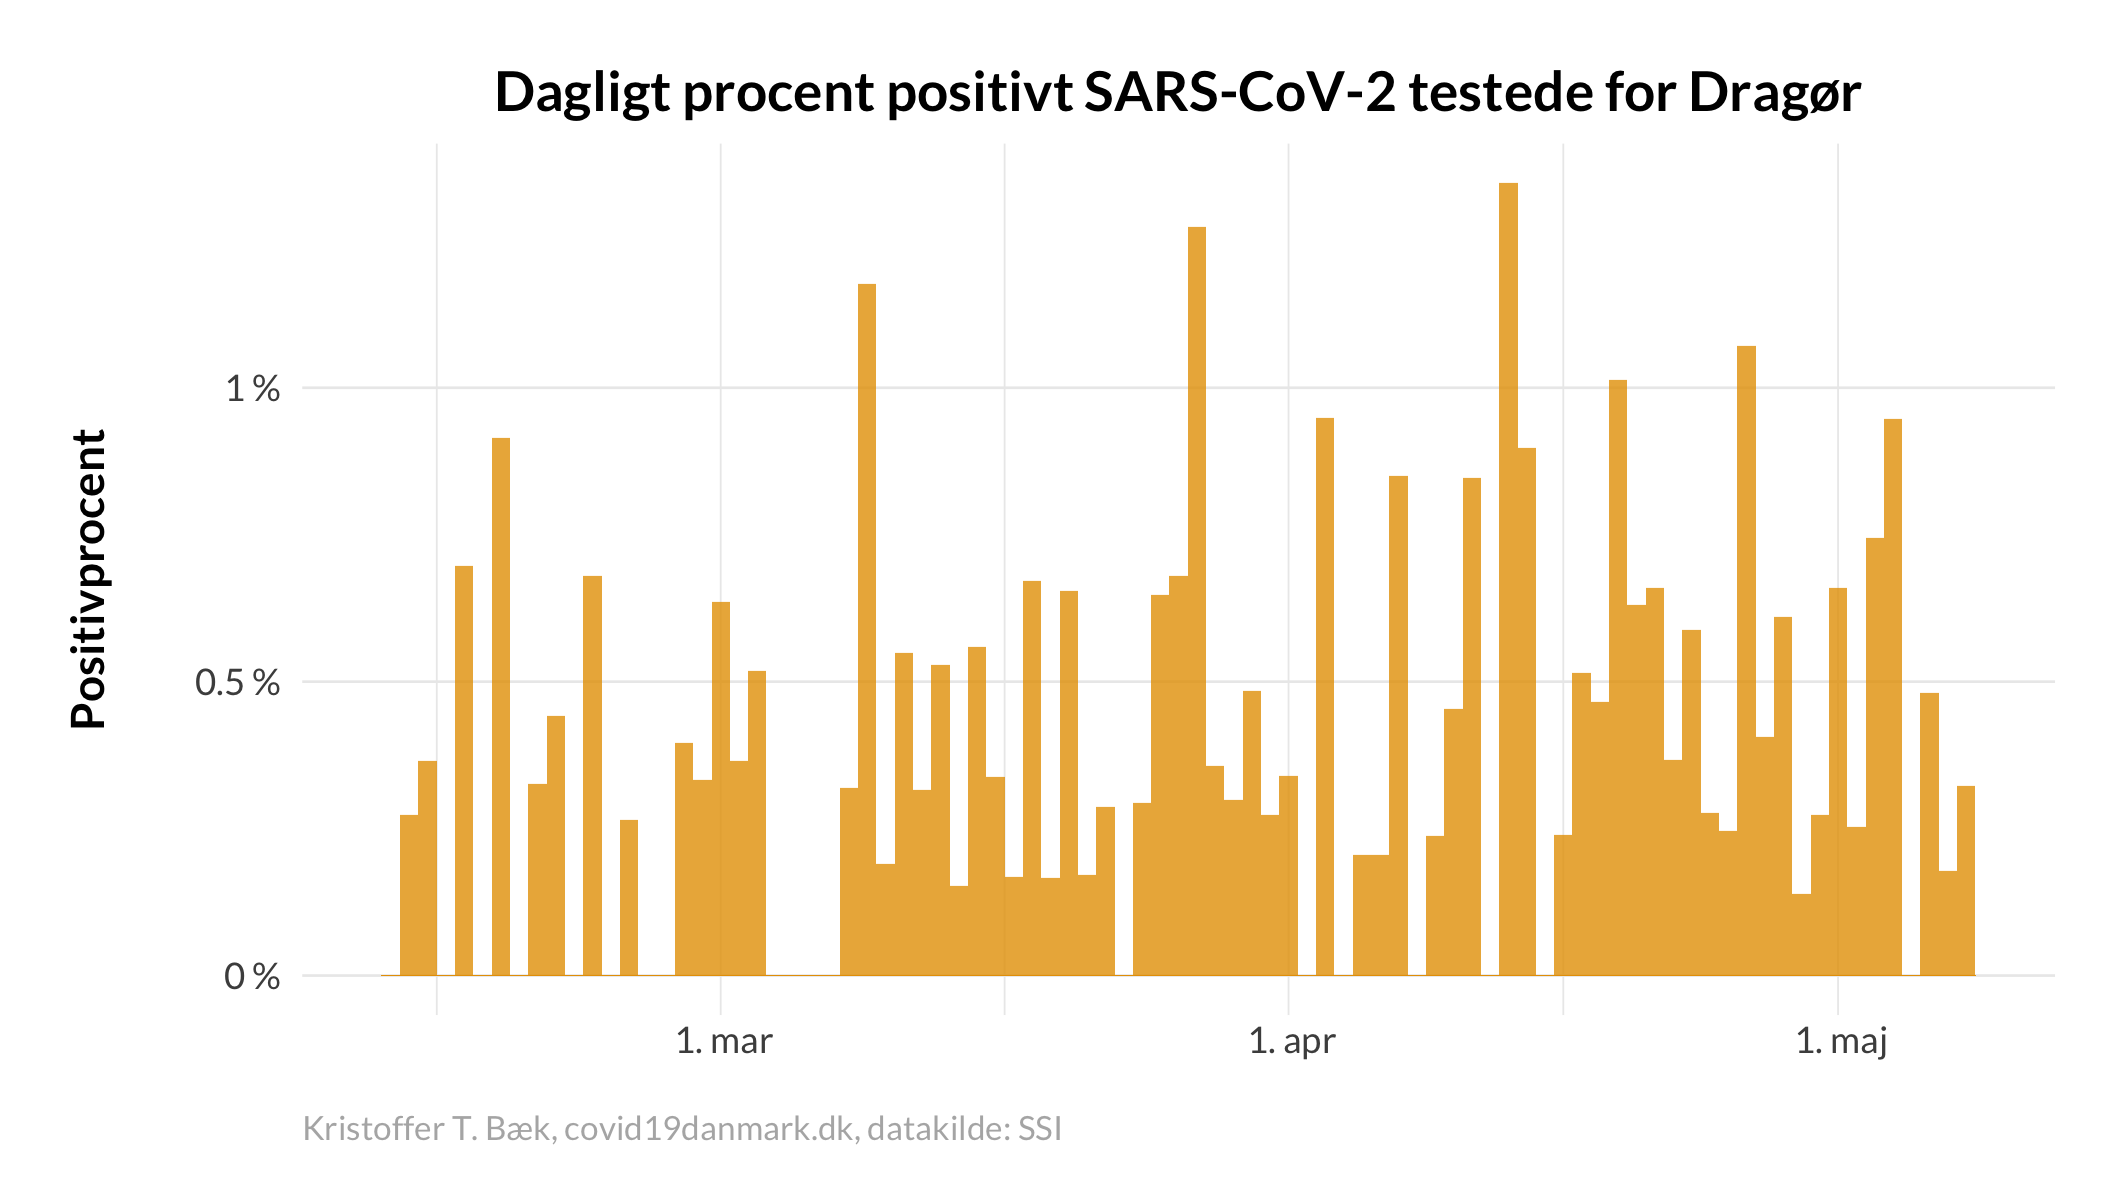 Dagligt procent positivt SARS-CoV-2 testede for Dragør
Positivprocent
1 %
0.5 %
0 %
1. mar
1. apr
1. maj
Kristoffer T. Bæk, covid19danmark.dk, datakilde: SSI